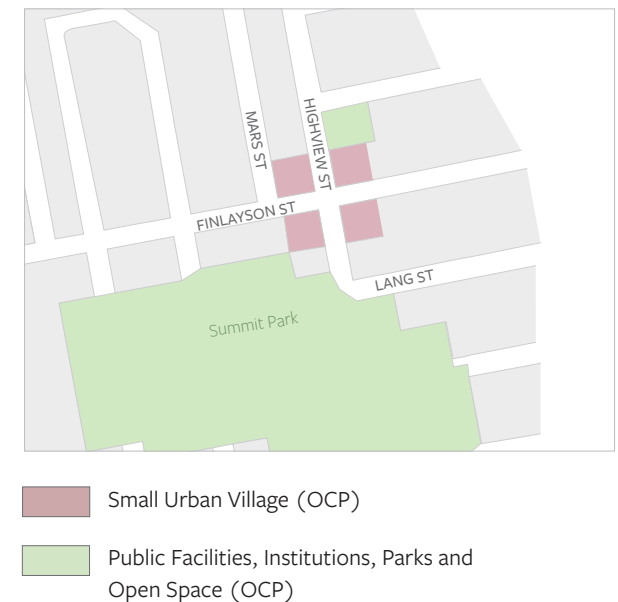 HIGHVIEW ST
MARS ST
FINLAYSON ST
LANG ST
Summit Park
Small Urban Village (OCP)
Public Facilities, Institutions, Parks and
Open Space (OCP)